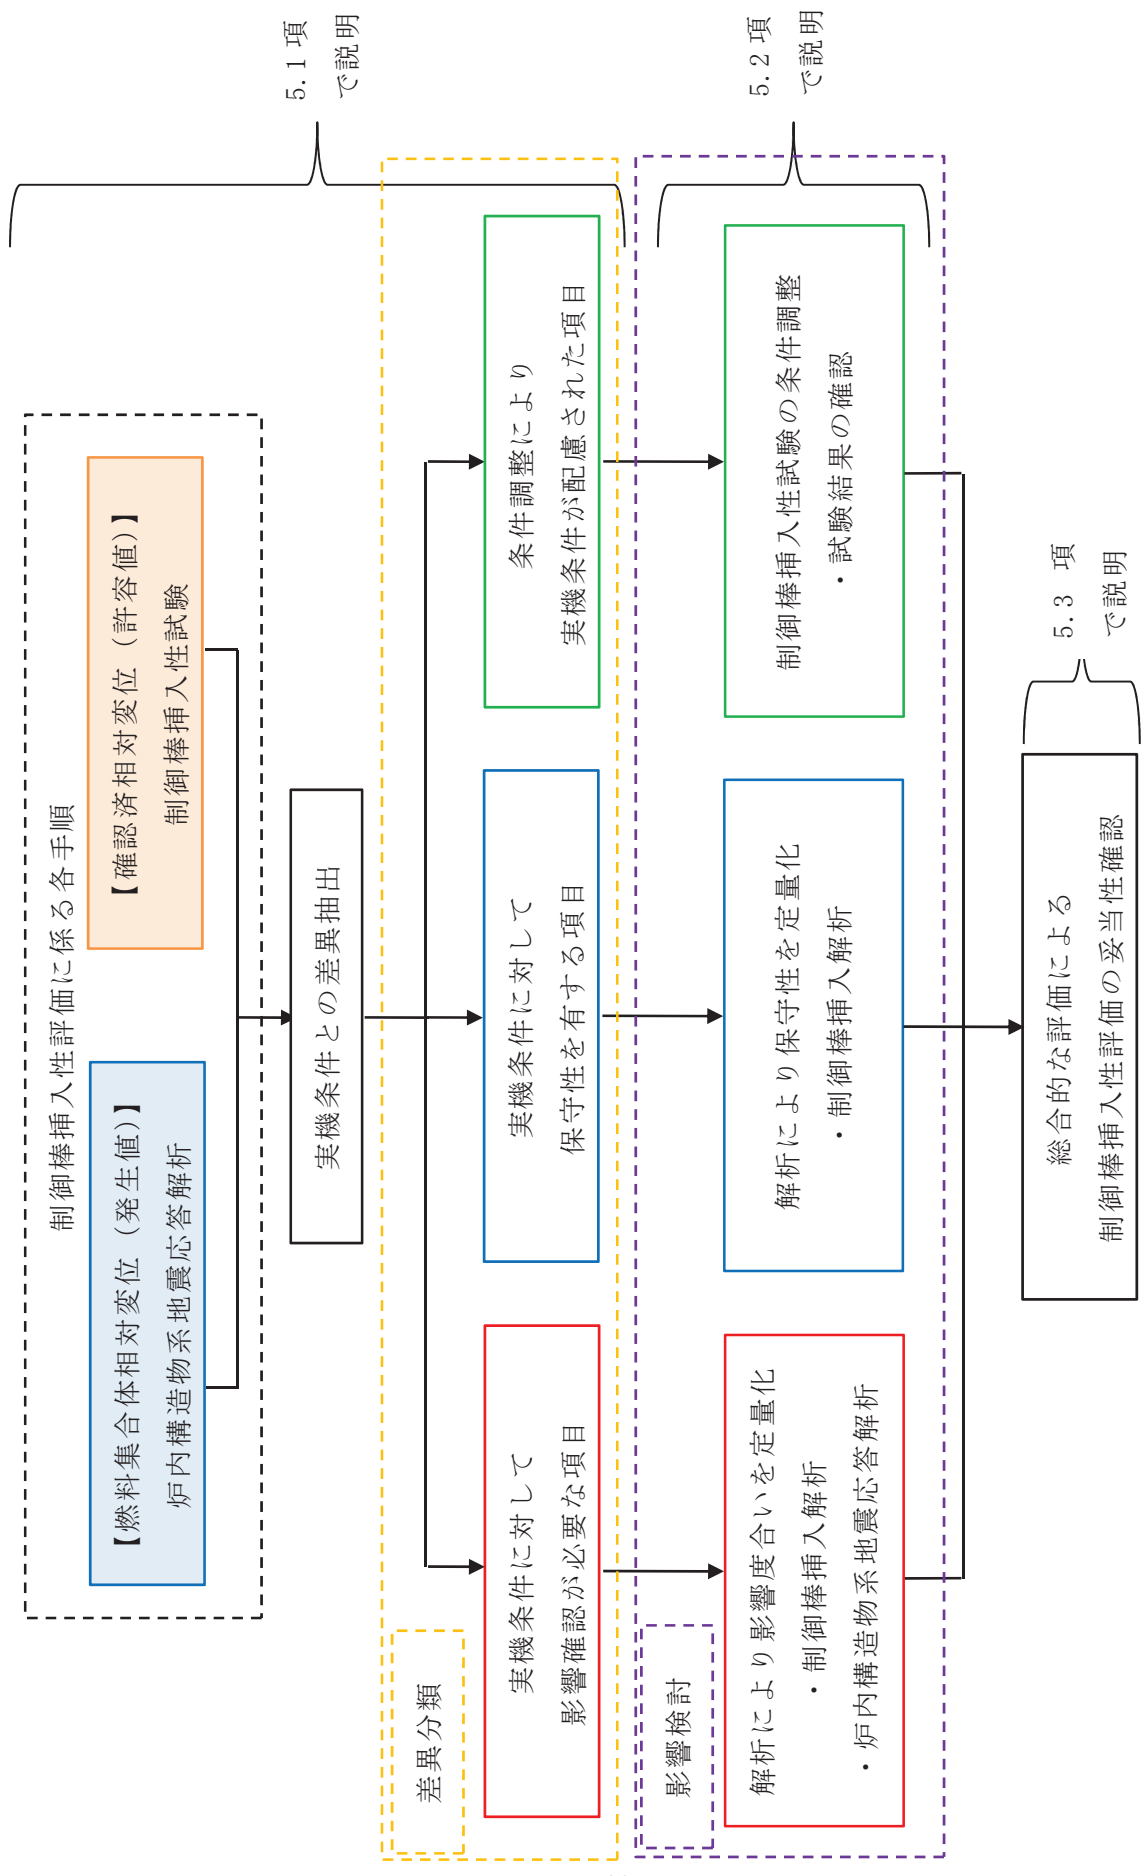 制御棒挿入性評価に係る各手順
【燃料集合体相対変位（発生値）】
炉内構造物系地震応答解析
【確認済相対変位（許容値）】
制御棒挿入性試験
実機条件との差異抽出
5.1 項
で説明
差異分類
実機条件に対して
影響確認が必要な項目
実機条件に対して
保守性を有する項目
条件調整により
実機条件が配慮された項目
影響検討
解析により影響度合いを定量化
・制御棒挿入解析
・炉内構造物系地震応答解析
解析により保守性を定量化
・制御棒挿入解析
制御棒挿入性試験の条件調整
・試験結果の確認
5.2 項
で説明
総合的な評価による
制御棒挿入性評価の妥当性確認
5.3 項
で説明